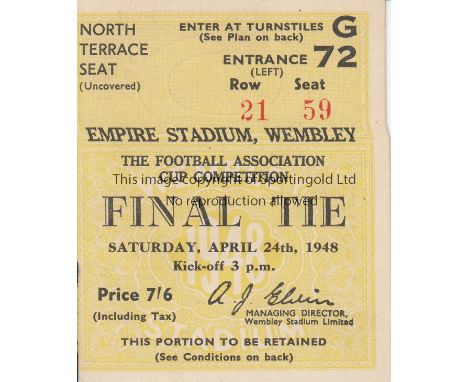 NORTH
TERRACE
SEAT
(Uncovered)
ENTER AT TURNSTILES G
(See Plan on back)
ENTRANCE 72
(LEFT)
Row Seat
21 59
EMPIRE STADIUM, WEMBLEY
THE FOOTBALL ASSOCIATION
CUP COMPETITION
This image copyright of Sportingold Ltd
No reproduction allowed
FINAL TIE
SATURDAY, APRIL 24th, 1948
Kick-off 3 p.m.
1948
STADIUM
Price 7/6
(Including Tax)
A. J. Elvin
MANAGING DIRECTOR,
Wembley Stadium Limited
THIS PORTION TO BE RETAINED
(See Conditions on back)